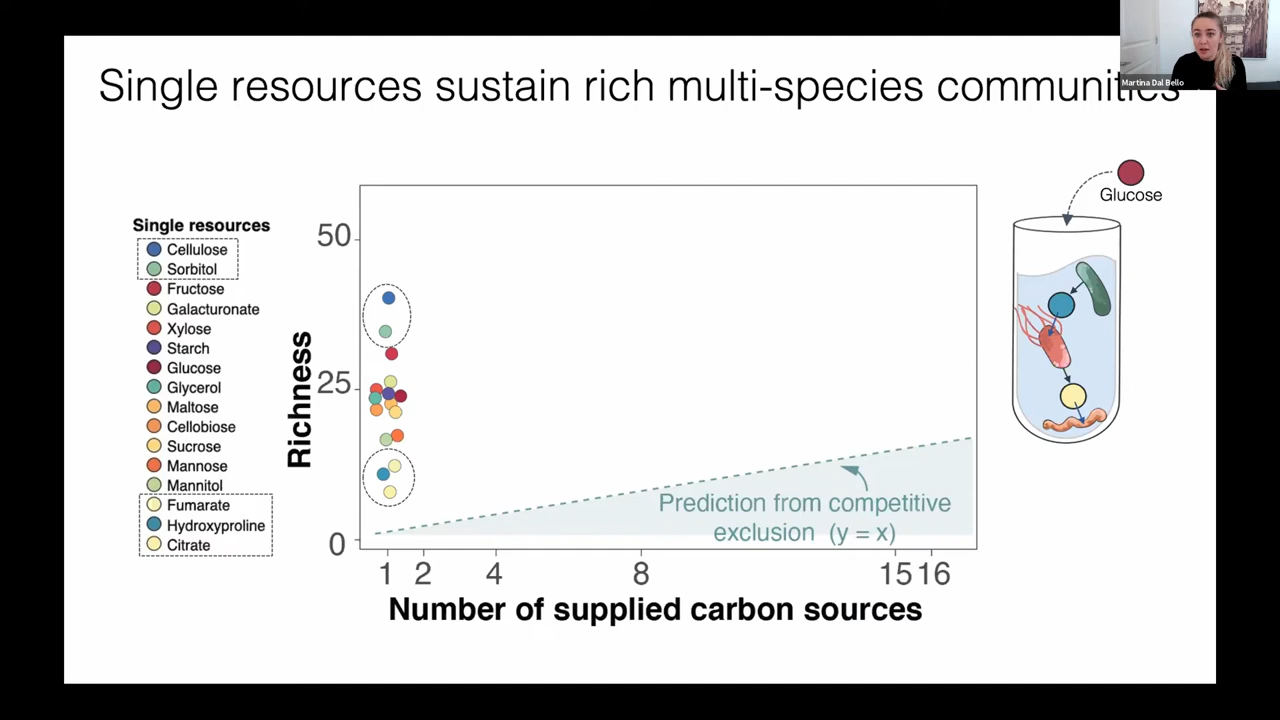 Single resources sustain rich multi-species communities
Martina Dal Bello
Glucose
Single resources
Cellulose
Sorbitol
Fructose
Galacturonate
Xylose
Starch
Glucose
Glycerol
Maltose
Cellobiose
Sucrose
Mannose
Mannitol
Fumarate
Hydroxyproline
Citrate
Richness
50
25
0
Prediction from competitive
exclusion (y = x)
1 2 4 8 15 16
Number of supplied carbon sources